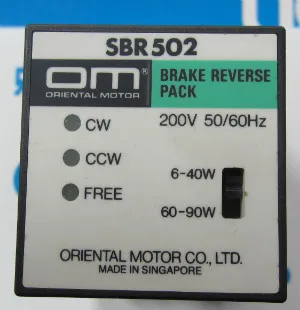 SBR502
OM®
ORIENTAL MOTOR
BRAKE REVERSE
PACK
CW
200V 50/60Hz
CCW
FREE
6-40W
60-90W
ORIENTAL MOTOR CO., LTD.
MADE IN SINGAPORE